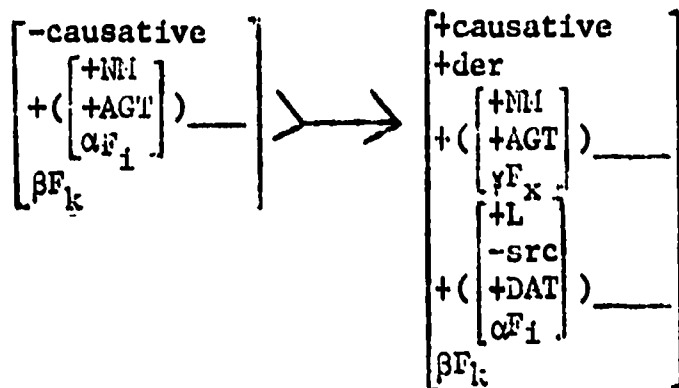 -causative
+([+NM
+AGT
αFi])___
βFk
+causative
+der
+([+NM
+AGT
γFx])___
+([+L
-src
+DAT
αFi])___
βFk